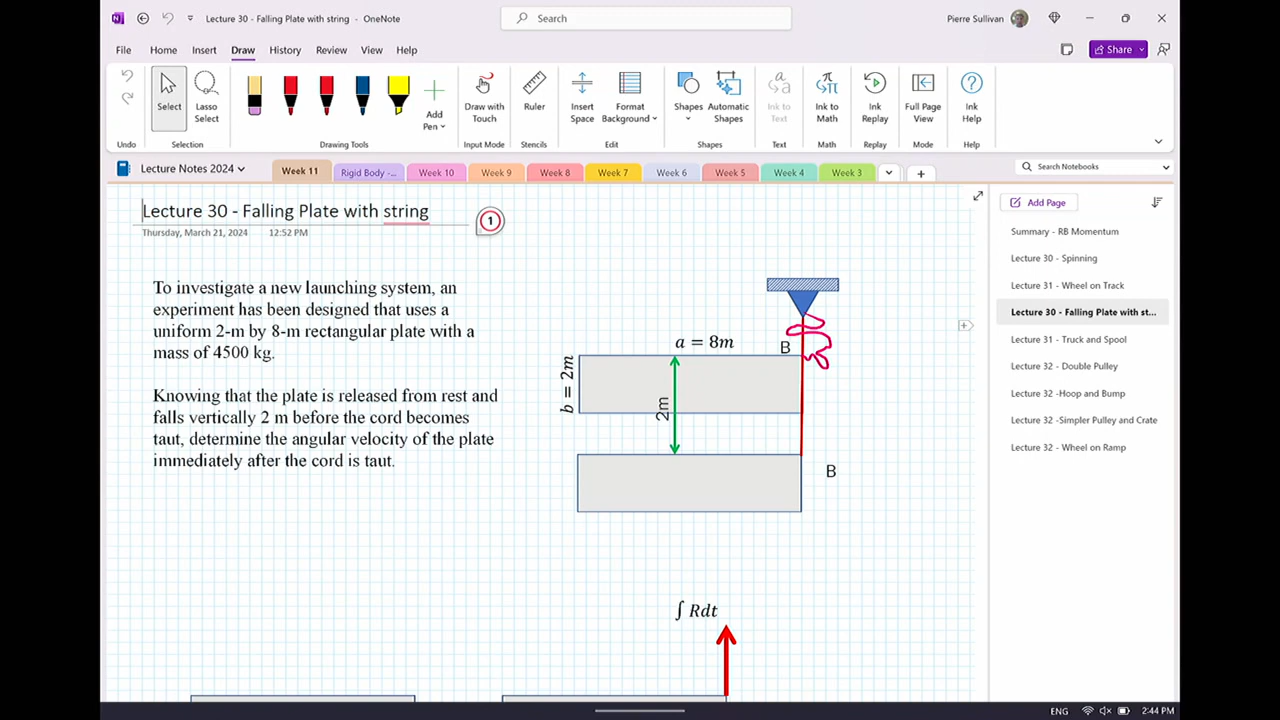 Lecture 30 - Falling Plate with string - OneNote
Search
Pierre Sullivan
File Home Insert Draw History Review View Help
Share
Undo
Select
Lasso Select
Selection
Add Pen
Drawing Tools
Draw with Touch
Input Mode
Ruler
Stencils
Insert Space
Format Background
Edit
Shapes
Automatic Shapes
Shapes
Ink to Text
Text
Ink to Math
Math
Ink Replay
Replay
Full Page View
Mode
Ink Help
Help
Lecture Notes 2024
Week 11 Rigid Body -... Week 10 Week 9 Week 8 Week 7 Week 6 Week 5 Week 4 Week 3
Search Notebooks
Lecture 30 - Falling Plate with string
1
Thursday, March 21, 2024 12:52 PM
To investigate a new launching system, an
experiment has been designed that uses a
uniform 2-m by 8-m rectangular plate with a
mass of 4500 kg.
Knowing that the plate is released from rest and
falls vertically 2 m before the cord becomes
taut, determine the angular velocity of the plate
immediately after the cord is taut.
a = 8m
B
b = 2m
2m
B
∫ Rdt
Add Page
Summary - RB Momentum
Lecture 30 - Spinning
Lecture 31 - Wheel on Track
Lecture 30 - Falling Plate with st...
Lecture 31 - Truck and Spool
Lecture 32 - Double Pulley
Lecture 32 -Hoop and Bump
Lecture 32 -Simpler Pulley and Crate
Lecture 32 - Wheel on Ramp
ENG
2:44 PM